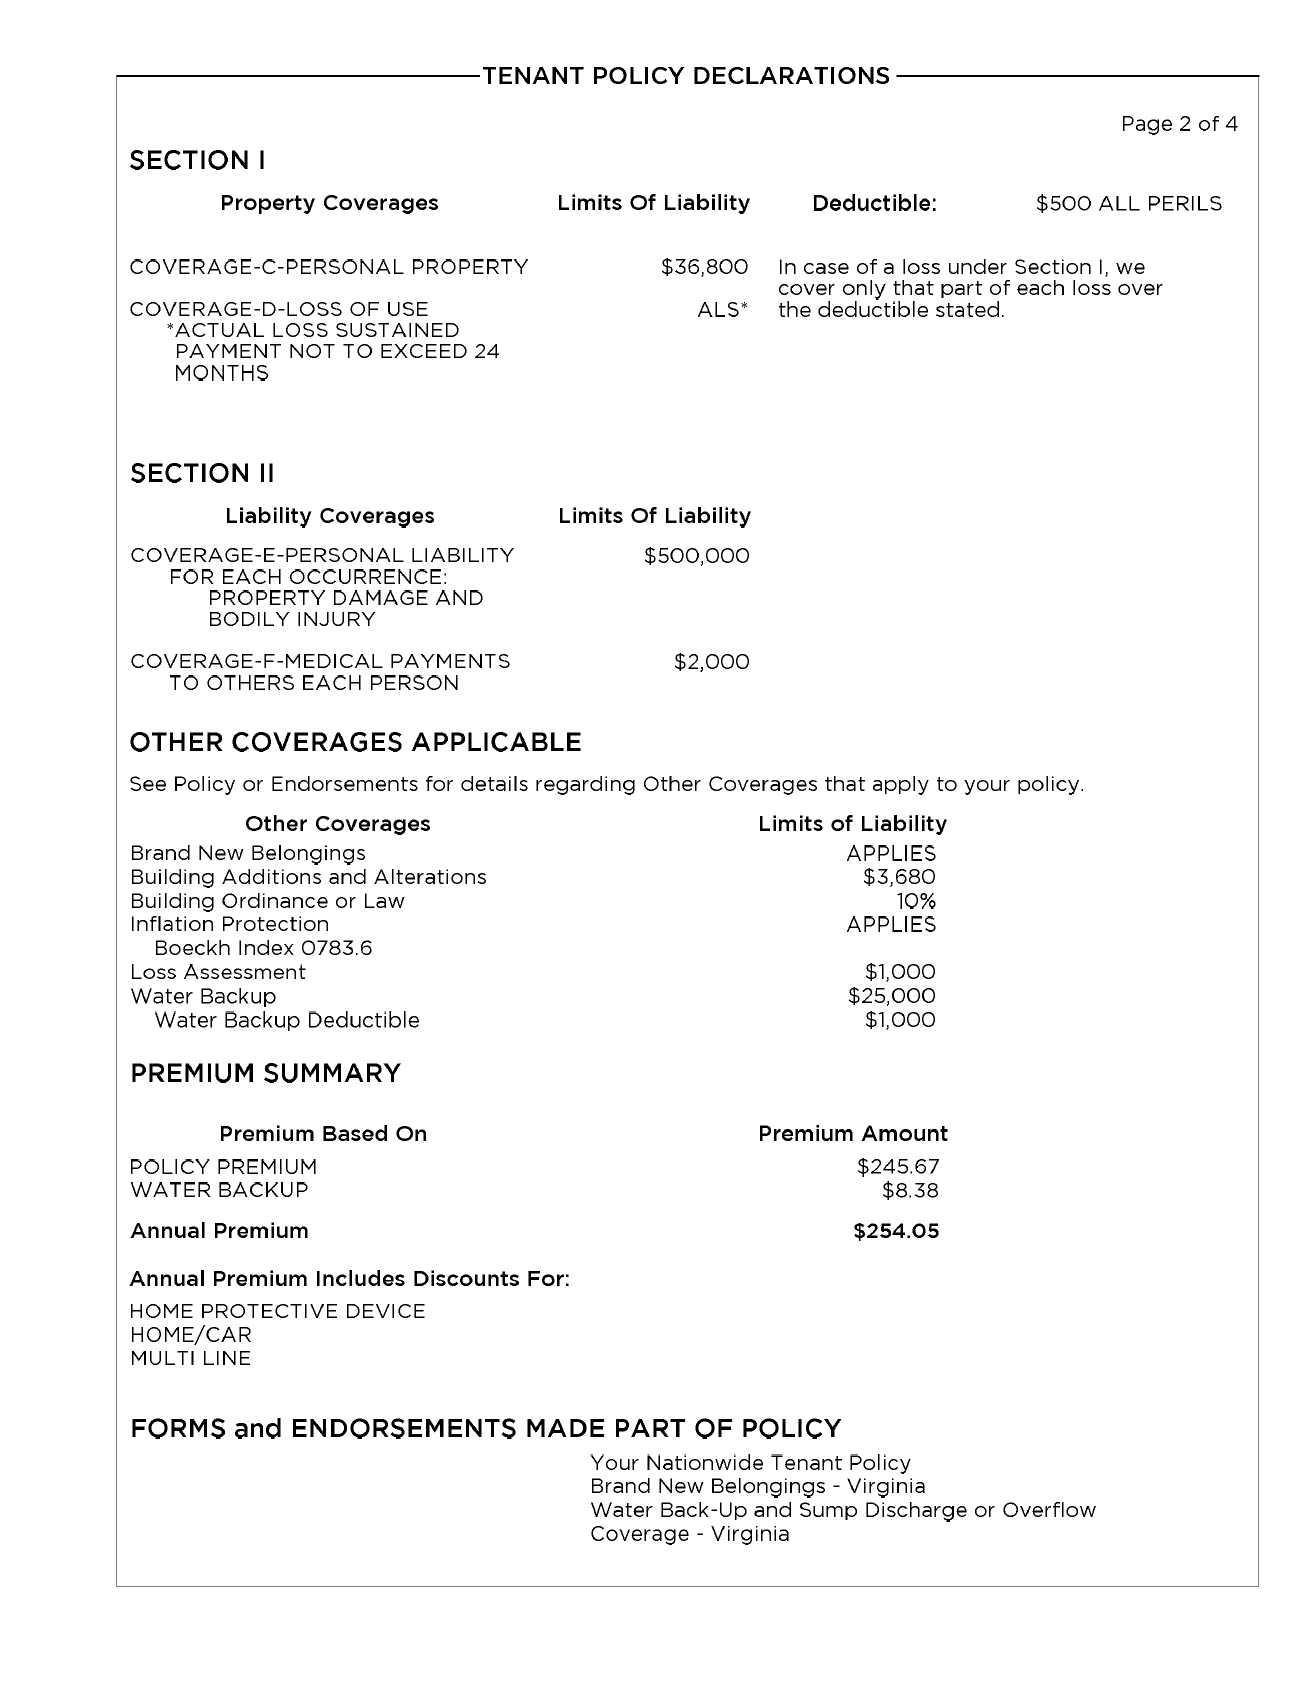 TENANT POLICY DECLARATIONS
Page 2 of 4
SECTION I
Property Coverages Limits Of Liability Deductible: $500 ALL PERILS
COVERAGE-C-PERSONAL PROPERTY $36,800 In case of a loss under Section I, we
cover only that part of each loss over
COVERAGE-D-LOSS OF USE ALS* the deductible stated.
*ACTUAL LOSS SUSTAINED
PAYMENT NOT TO EXCEED 24
MONTHS
SECTION II
Liability Coverages Limits Of Liability
COVERAGE-E-PERSONAL LIABILITY $500,000
FOR EACH OCCURRENCE:
PROPERTY DAMAGE AND
BODILY INJURY
COVERAGE-F-MEDICAL PAYMENTS $2,000
TO OTHERS EACH PERSON
OTHER COVERAGES APPLICABLE
See Policy or Endorsements for details regarding Other Coverages that apply to your policy.
Other Coverages Limits of Liability
Brand New Belongings APPLIES
Building Additions and Alterations $3,680
Building Ordinance or Law 10%
Inflation Protection APPLIES
Boeckh Index 0783.6
Loss Assessment $1,000
Water Backup $25,000
Water Backup Deductible $1,000
PREMIUM SUMMARY
Premium Based On Premium Amount
POLICY PREMIUM $245.67
WATER BACKUP $8.38
Annual Premium $254.05
Annual Premium Includes Discounts For:
HOME PROTECTIVE DEVICE
HOME/CAR
MULTI LINE
FORMS and ENDORSEMENTS MADE PART OF POLICY
Your Nationwide Tenant Policy
Brand New Belongings - Virginia
Water Back-Up and Sump Discharge or Overflow
Coverage - Virginia